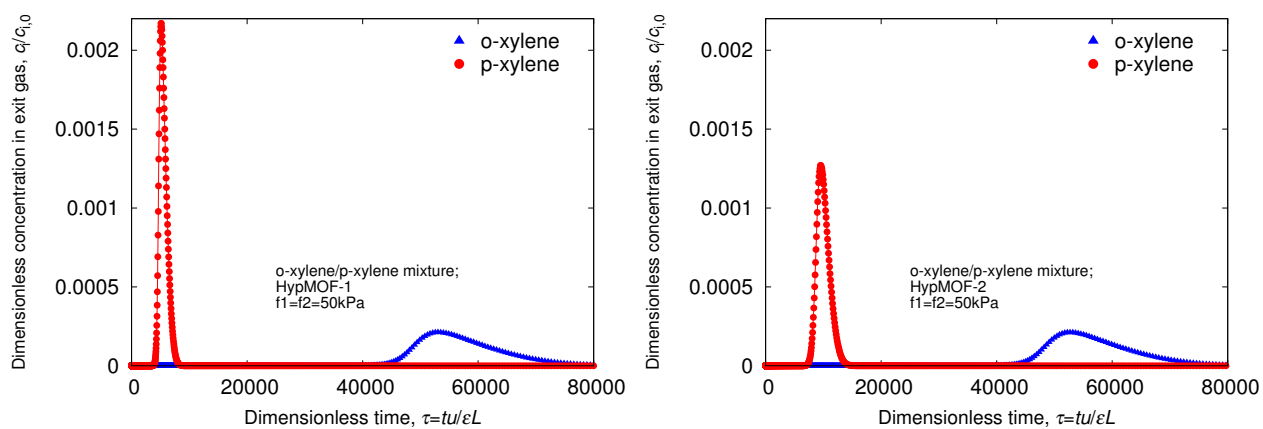 Dimensionless concentration in exit gas, ci/ci,0
0.002
0.0015
0.001
0.0005
0
o-xylene
p-xylene
o-xylene/p-xylene mixture;
HypMOF-1
f1=f2=50kPa
0 20000 40000 60000 80000
Dimensionless time, τ=tu/εL
Dimensionless concentration in exit gas, ci/ci,0
0.002
0.0015
0.001
0.0005
0
o-xylene
p-xylene
o-xylene/p-xylene mixture;
HypMOF-2
f1=f2=50kPa
0 20000 40000 60000 80000
Dimensionless time, τ=tu/εL